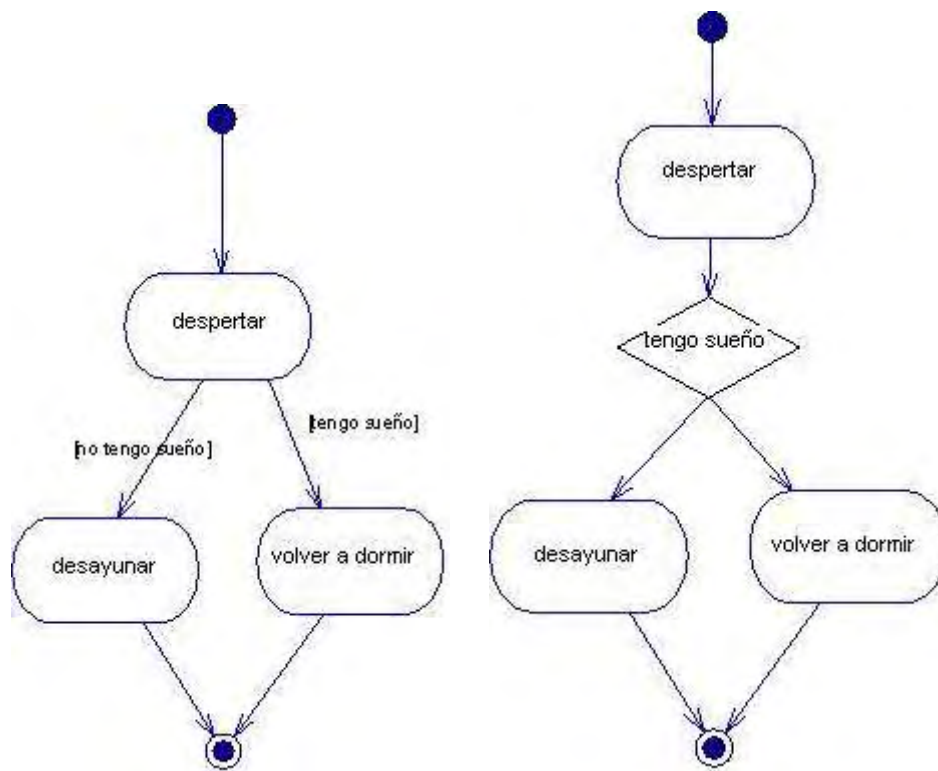 despertar
[no tengo sueño]
[tengo sueño]
desayunar
volver a dormir
despertar
tengo sueño
desayunar
volver a dormir